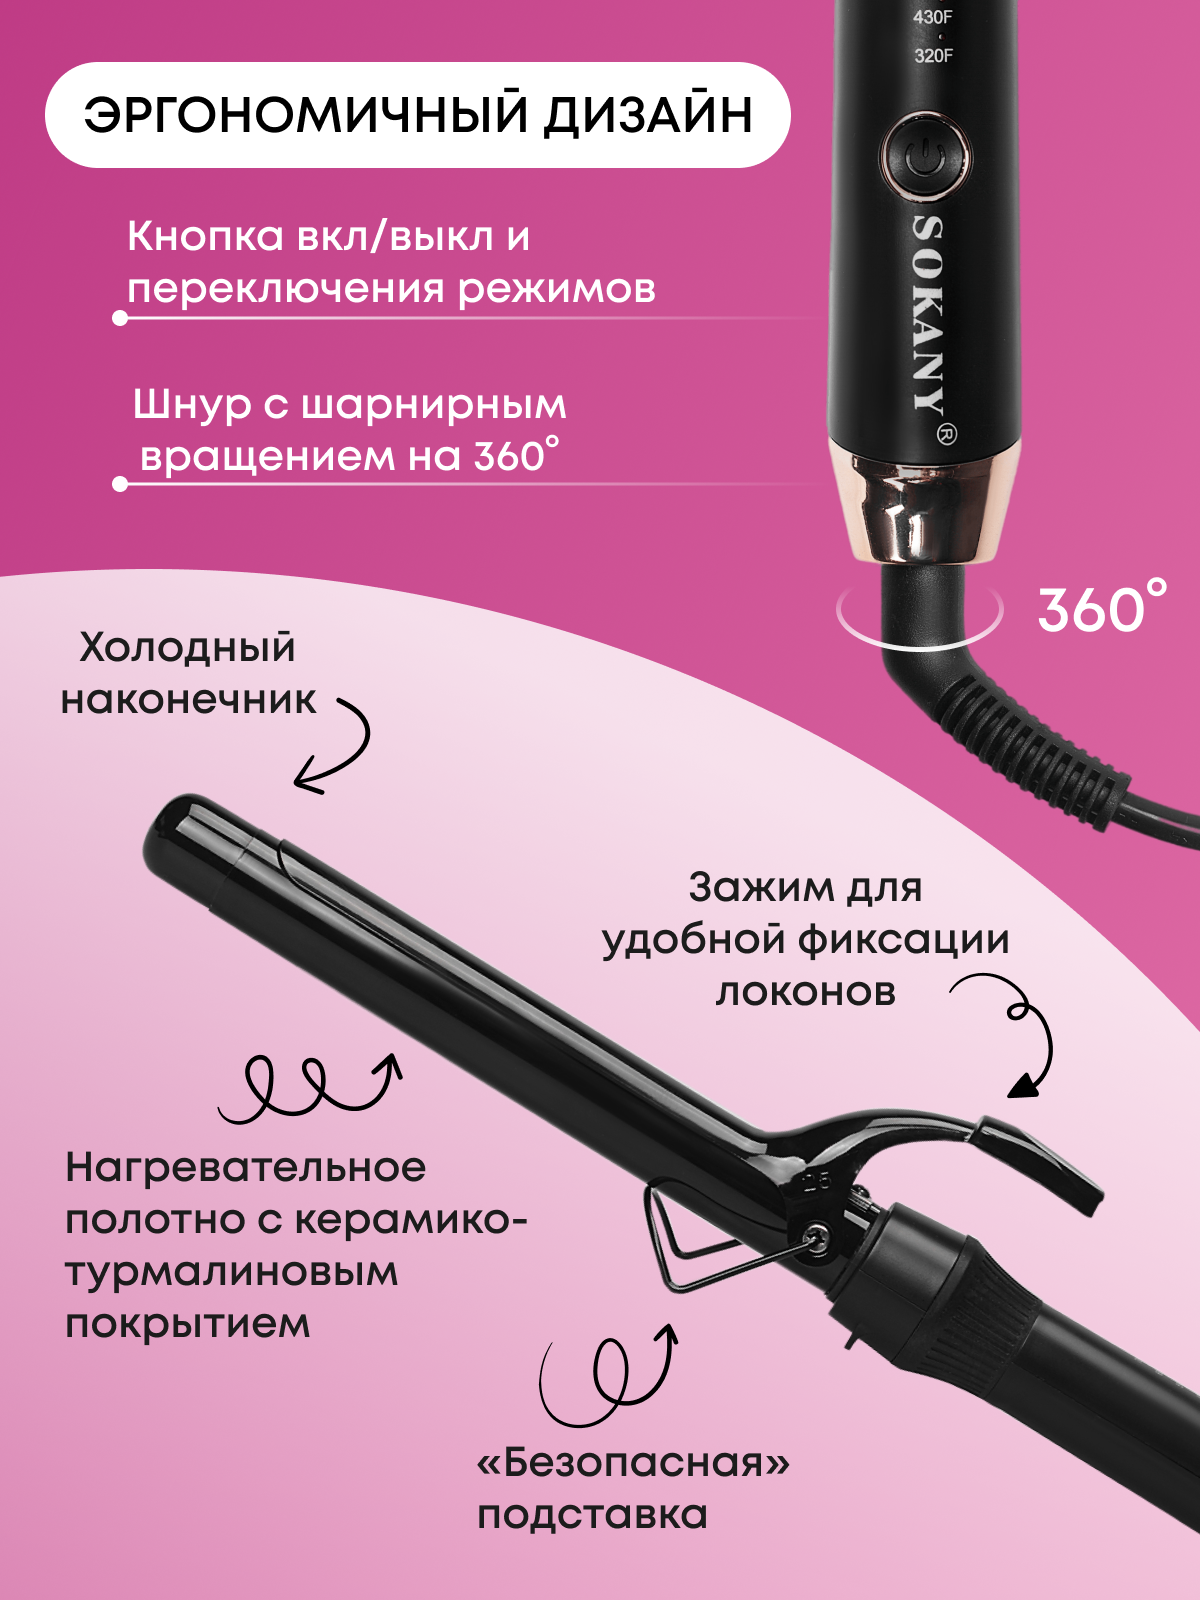 430F
320F
ЭРГОНОМИЧНЫЙ ДИЗАЙН
Кнопка вкл/выкл и
переключения режимов
SOKANY®
Шнур с шарнирным
вращением на 360°
360°
Холодный
наконечник
Зажим для
удобной фиксации
локонов
25
Нагревательное
полотно с керамико-
турмалиновым
покрытием
«Безопасная»
подставка